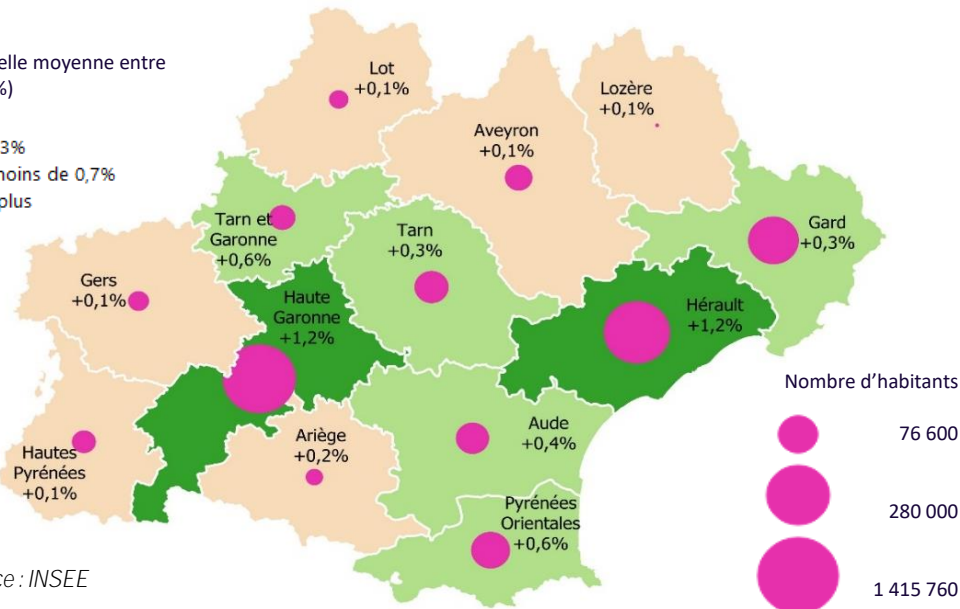 elle moyenne entre
%)
3%
noins de 0,7%
plus
Lot
+0,1%
Lozère
+0,1%
Aveyron
+0,1%
Tarn et
Garonne
+0,6%
Tarn
+0,3%
Gard
+0,3%
Gers
+0,1%
Haute
Garonne
+1,2%
Hérault
+1,2%
Hautes
Pyrénées
+0,1%
Ariège
+0,2%
Aude
+0,4%
Pyrénées
Orientales
+0,6%
Nombre d'habitants
76 600
280 000
1 415 760
ce : INSEE